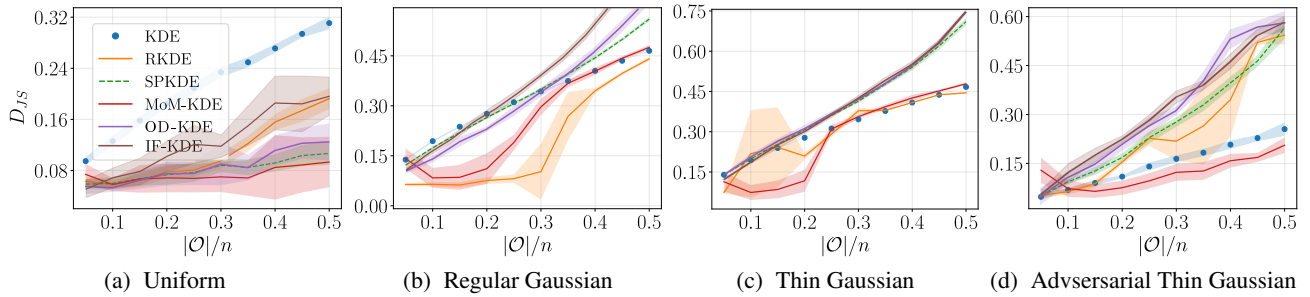 D_JS
0.32
0.24
0.16
0.08
KDE
RKDE
SPKDE
MoM-KDE
OD-KDE
IF-KDE
0.1 0.2 0.3 0.4 0.5
|𝒪|/n
(a) Uniform
0.45
0.30
0.15
0.00
0.1 0.2 0.3 0.4 0.5
|𝒪|/n
(b) Regular Gaussian
0.75
0.60
0.45
0.30
0.15
0.1 0.2 0.3 0.4 0.5
|𝒪|/n
(c) Thin Gaussian
0.60
0.45
0.30
0.15
0.00
0.1 0.2 0.3 0.4 0.5
|𝒪|/n
(d) Advsersarial Thin Gaussian